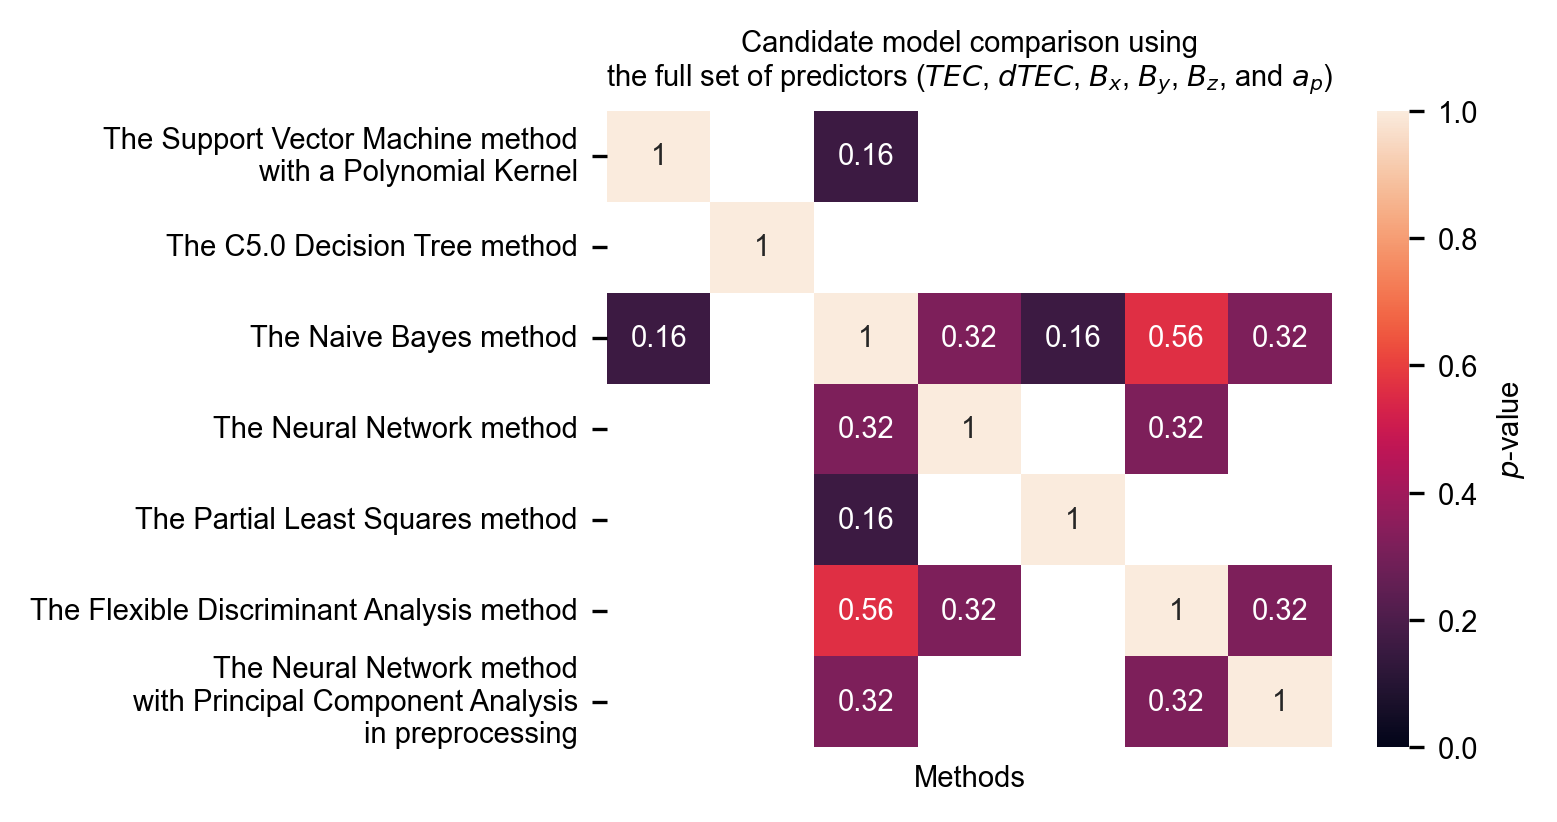 Candidate model comparison using
the full set of predictors (TEC, dTEC, Bx, By, Bz, and ap)
The Support Vector Machine method
with a Polynomial Kernel
The C5.0 Decision Tree method
The Naive Bayes method
The Neural Network method
The Partial Least Squares method
The Flexible Discriminant Analysis method
The Neural Network method
with Principal Component Analysis
in preprocessing
1 0.16
1
0.16 1 0.32 0.16 0.56 0.32
0.32 1 0.32
0.16 1
0.56 0.32 1 0.32
0.32 0.32 1
Methods
1.0
0.8
0.6
0.4
0.2
0.0
p-value